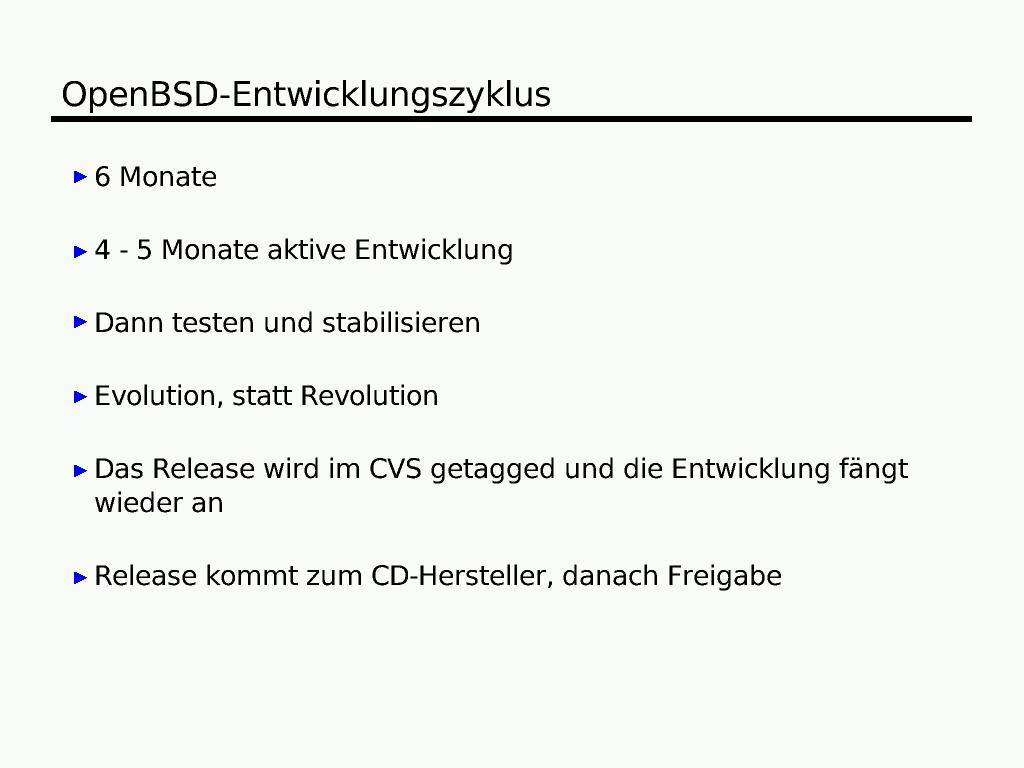 OpenBSD-Entwicklungszyklus
6 Monate
4 - 5 Monate aktive Entwicklung
Dann testen und stabilisieren
Evolution, statt Revolution
Das Release wird im CVS getagged und die Entwicklung fängt
wieder an
Release kommt zum CD-Hersteller, danach Freigabe